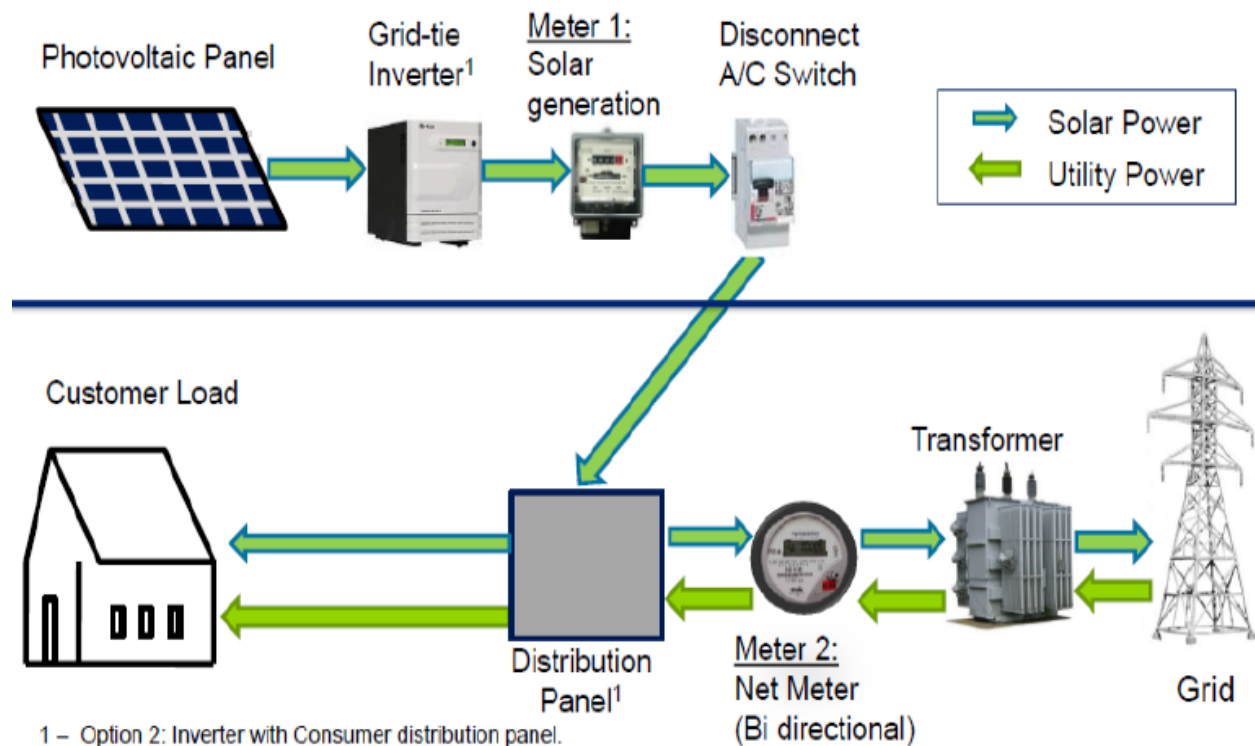 Photovoltaic Panel
Grid-tie
Inverter¹
Meter 1:
Solar
generation
Disconnect
A/C Switch
Solar Power
Utility Power
Customer Load
Transformer
Distribution
Panel¹
Meter 2:
Net Meter
(Bi directional)
Grid
1 – Option 2: Inverter with Consumer distribution panel.